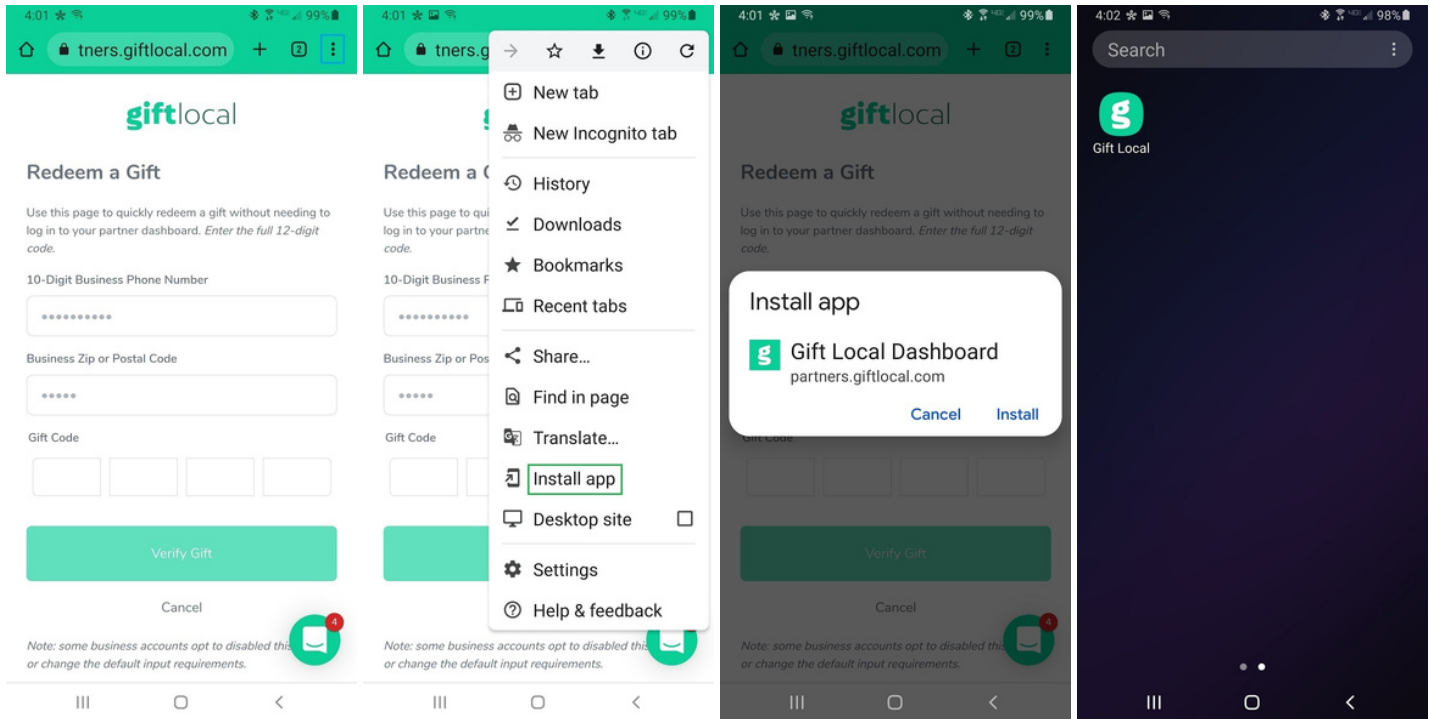 4:01
99%
tners.giftlocal.com
2
giftlocal
Redeem a Gift
Use this page to quickly redeem a gift without needing to
log in to your partner dashboard. Enter the full 12-digit
code.
10-Digit Business Phone Number
Business Zip or Postal Code
Gift Code
Verify Gift
Cancel
4
Note: some business accounts opt to disabled this
or change the default input requirements.
4:01
99%
tners.g
New tab
New Incognito tab
History
Downloads
Bookmarks
Recent tabs
Share...
Find in page
Translate...
Install app
Desktop site
Settings
Help & feedback
Redeem a
Use this page to qui
log in to your partne
code.
10-Digit Business
Business Zip or Pos
Gift Code
Cancel
Note: some business accounts opt to disabled this
or change the default input requirements.
4:01
99%
tners.giftlocal.com
2
giftlocal
Redeem a Gift
Use this page to quickly redeem a gift without needing to
log in to your partner dashboard. Enter the full 12-digit
code.
Install app
Gift Local Dashboard
partners.giftlocal.com
Cancel Install
Gift Code
Verify Gift
Cancel
4
Note: some business accounts opt to disabled this
or change the default input requirements.
4:02
98%
Search
g
Gift Local